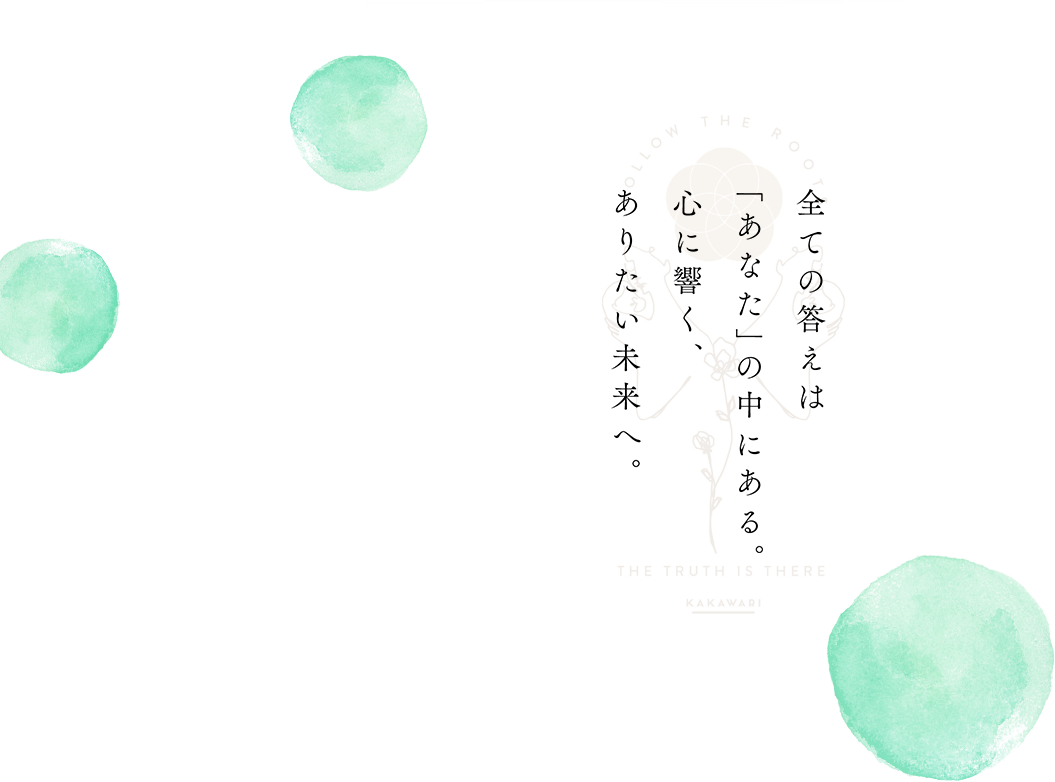 全ての答えは
「あなた」の中にある。
心に響く、
ありたい未来へ。
FOLLOW THE ROOT
THE TRUTH IS THERE
KAKAWARI